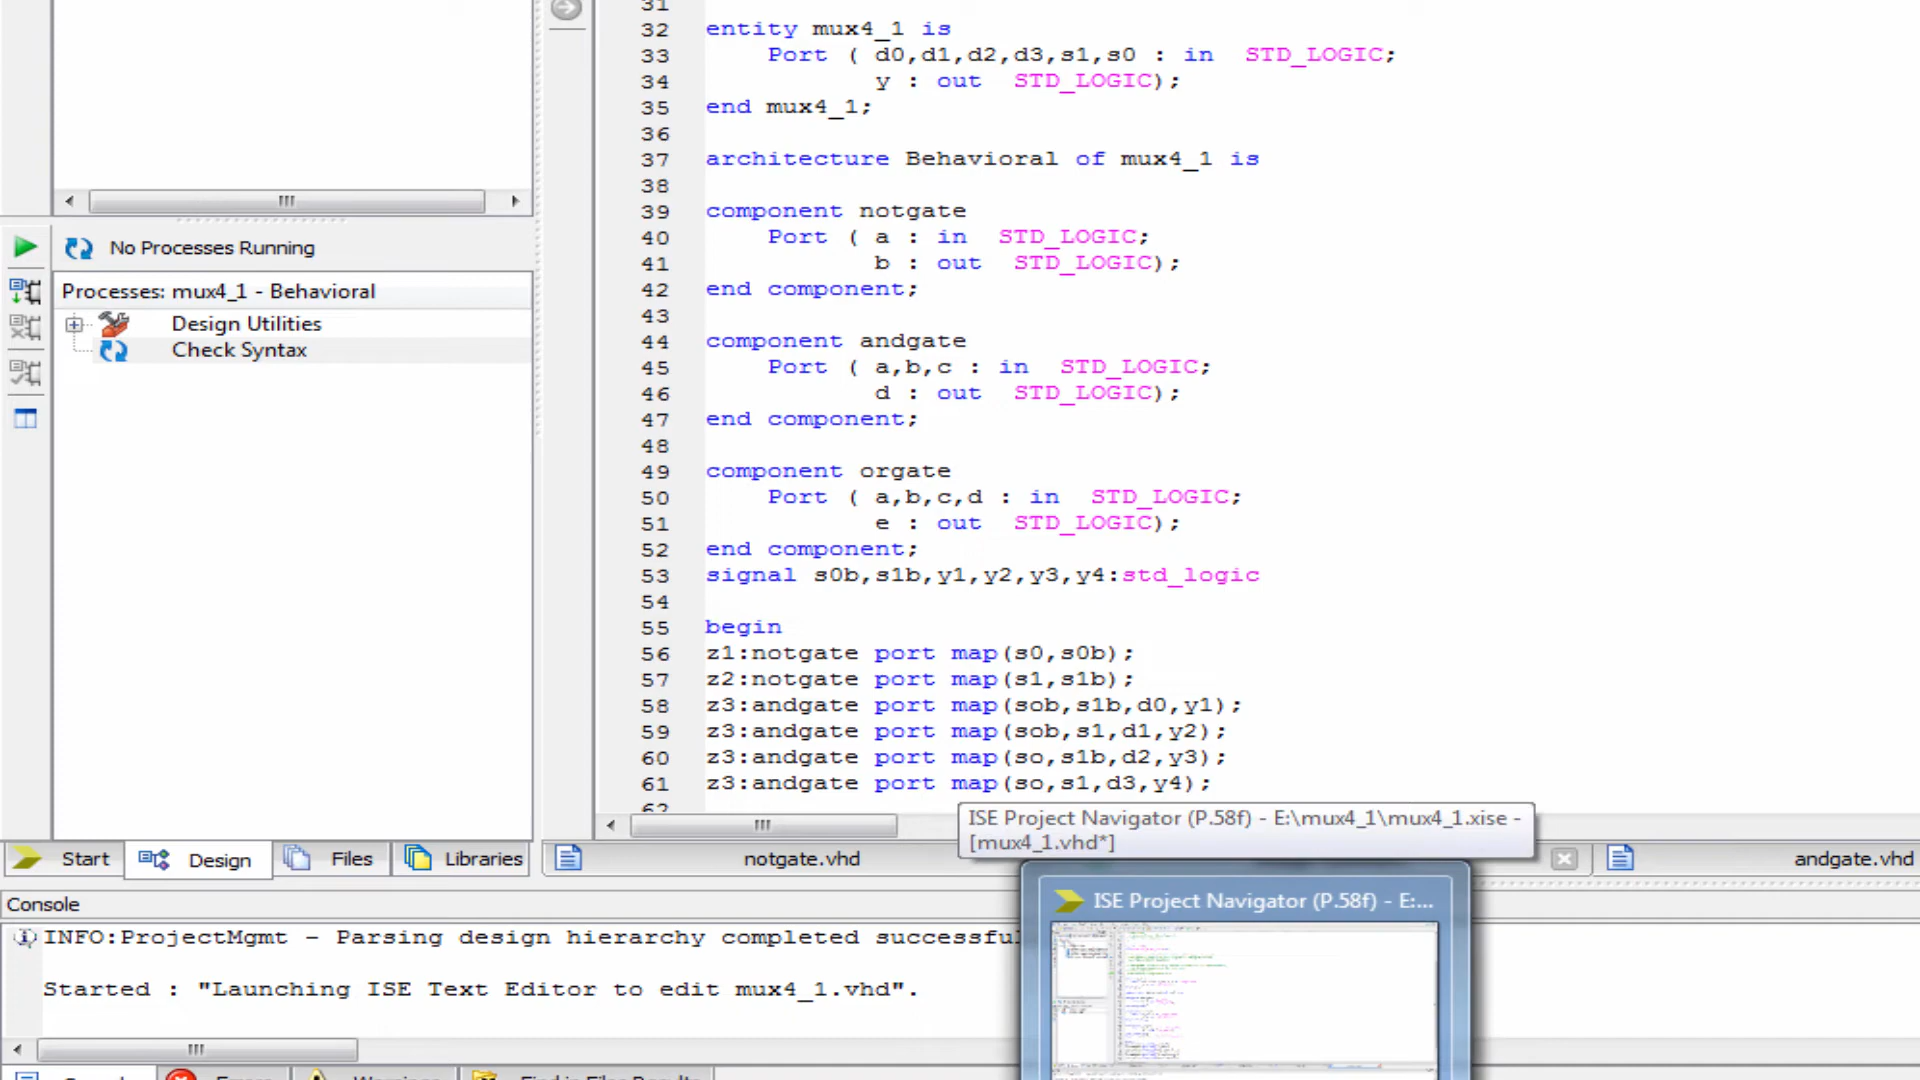 31
32 entity mux4_1 is
33 Port ( d0,d1,d2,d3,s1,s0 : in STD_LOGIC;
34 y : out STD_LOGIC);
35 end mux4_1;
36
37 architecture Behavioral of mux4_1 is
38
39 component notgate
40 Port ( a : in STD_LOGIC;
41 b : out STD_LOGIC);
42 end component;
43
44 component andgate
45 Port ( a,b,c : in STD_LOGIC;
46 d : out STD_LOGIC);
47 end component;
48
49 component orgate
50 Port ( a,b,c,d : in STD_LOGIC;
51 e : out STD_LOGIC);
52 end component;
53 signal s0b,s1b,y1,y2,y3,y4:std_logic
54
55 begin
56 z1:notgate port map(s0,s0b);
57 z2:notgate port map(s1,s1b);
58 z3:andgate port map(sob,s1b,d0,y1);
59 z3:andgate port map(sob,s1,d1,y2);
60 z3:andgate port map(so,s1b,d2,y3);
61 z3:andgate port map(so,s1,d3,y4);
62
No Processes Running
Processes: mux4_1 - Behavioral
Design Utilities
Check Syntax
ISE Project Navigator (P.58f) - E:\mux4_1\mux4_1.xise -
[mux4_1.vhd*]
Start
Design
Files
Libraries
notgate.vhd
andgate.vhd
Console
ISE Project Navigator (P.58f) - E:...
INFO:ProjectMgmt - Parsing design hierarchy completed successfu
Started : "Launching ISE Text Editor to edit mux4_1.vhd".
Find in Files Results